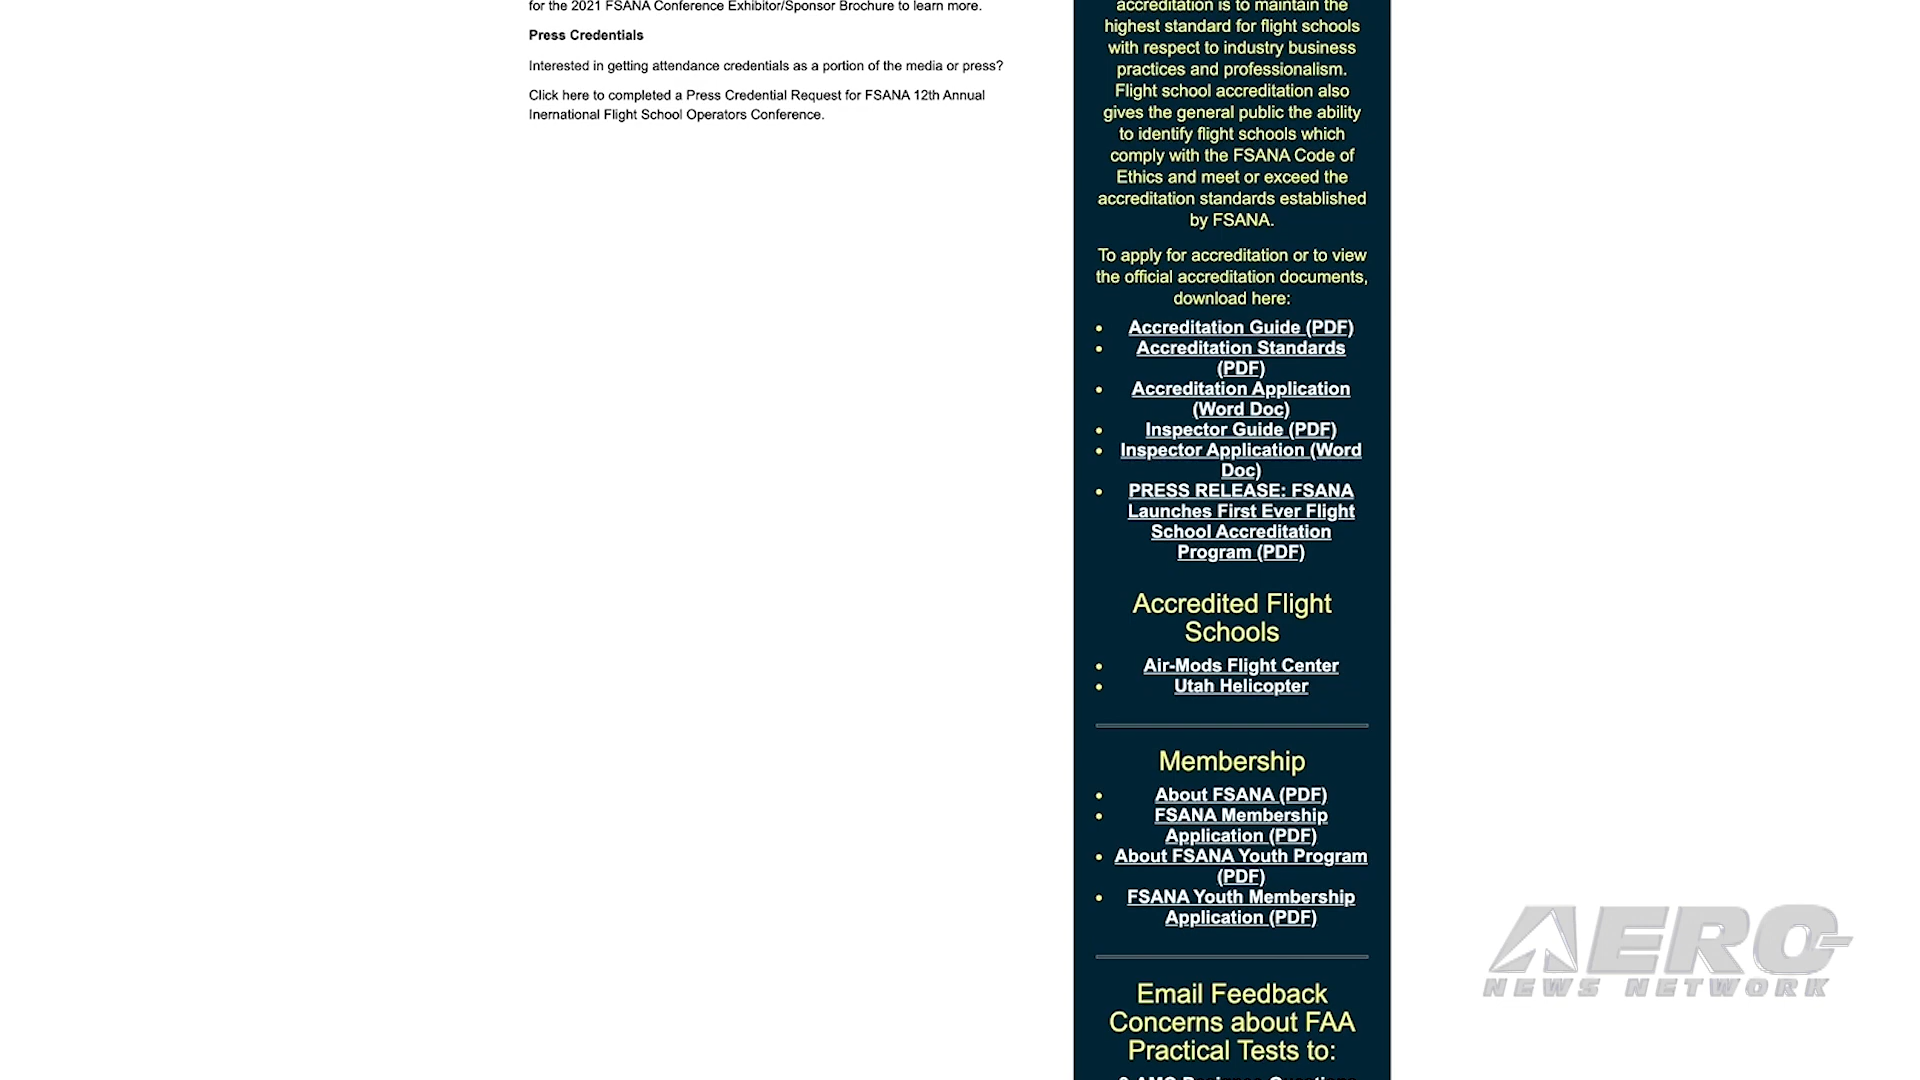 for the 2021 FSANA Conference Exhibitor/Sponsor Brochure to learn more.
Press Credentials
Interested in getting attendance credentials as a portion of the media or press?
Click here to completed a Press Credential Request for FSANA 12th Annual
Inernational Flight School Operators Conference.
accreditation is to maintain the
highest standard for flight schools
with respect to industry business
practices and professionalism.
Flight school accreditation also
gives the general public the ability
to identify flight schools which
comply with the FSANA Code of
Ethics and meet or exceed the
accreditation standards established
by FSANA.
To apply for accreditation or to view
the official accreditation documents,
download here:
• Accreditation Guide (PDF)
• Accreditation Standards
(PDF)
• Accreditation Application
(Word Doc)
• Inspector Guide (PDF)
• Inspector Application (Word
Doc)
• PRESS RELEASE: FSANA
Launches First Ever Flight
School Accreditation
Program (PDF)
Accredited Flight
Schools
• Air-Mods Flight Center
• Utah Helicopter
Membership
• About FSANA (PDF)
• FSANA Membership
Application (PDF)
• About FSANA Youth Program
(PDF)
• FSANA Youth Membership
Application (PDF)
Email Feedback
Concerns about FAA
Practical Tests to:
AERO
NEWS NETWORK